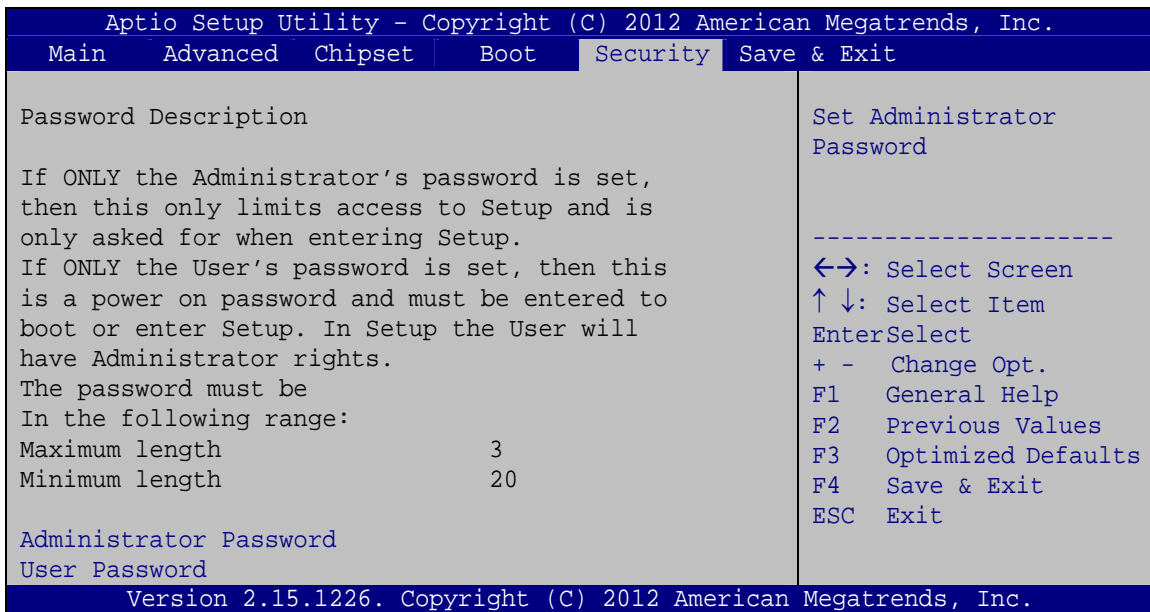 Aptio Setup Utility – Copyright (C) 2012 American Megatrends, Inc.
Main Advanced Chipset Boot Security Save & Exit
Password Description
If ONLY the Administrator’s password is set,
then this only limits access to Setup and is
only asked for when entering Setup.
If ONLY the User’s password is set, then this
is a power on password and must be entered to
boot or enter Setup. In Setup the User will
have Administrator rights.
The password must be
In the following range:
Maximum length 3
Minimum length 20
Administrator Password
User Password
Set Administrator
Password
---------------------
←→: Select Screen
↑ ↓: Select Item
EnterSelect
+ - Change Opt.
F1 General Help
F2 Previous Values
F3 Optimized Defaults
F4 Save & Exit
ESC Exit
Version 2.15.1226. Copyright (C) 2012 American Megatrends, Inc.